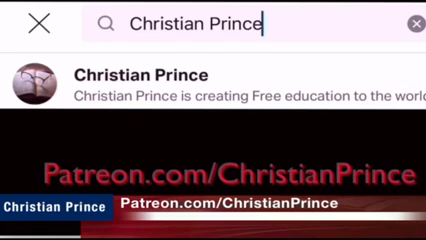 Christian Prince
Christian Prince
Christian Prince is creating Free education to the world
Patreon.com/ChristianPrince
Christian Prince
Patreon.com/ChristianPrince